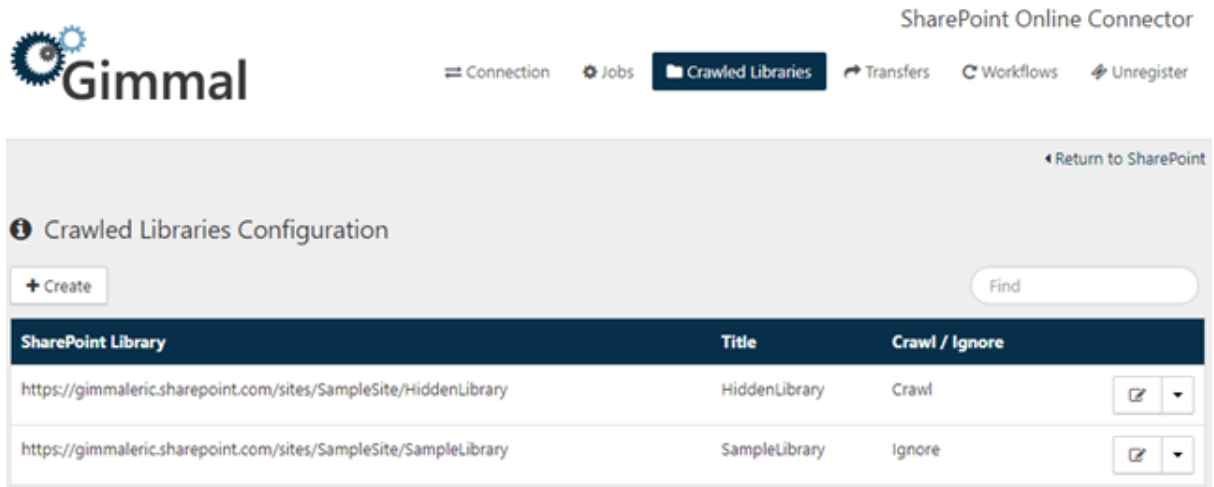 SharePoint Online Connector
Gimmal
Connection Jobs Crawled Libraries Transfers Workflows Unregister
Return to SharePoint
Crawled Libraries Configuration
Create Find
SharePoint Library Title Crawl / Ignore
https://gimmaleric.sharepoint.com/sites/SampleSite/HiddenLibrary HiddenLibrary Crawl
https://gimmaleric.sharepoint.com/sites/SampleSite/SampleLibrary SampleLibrary Ignore